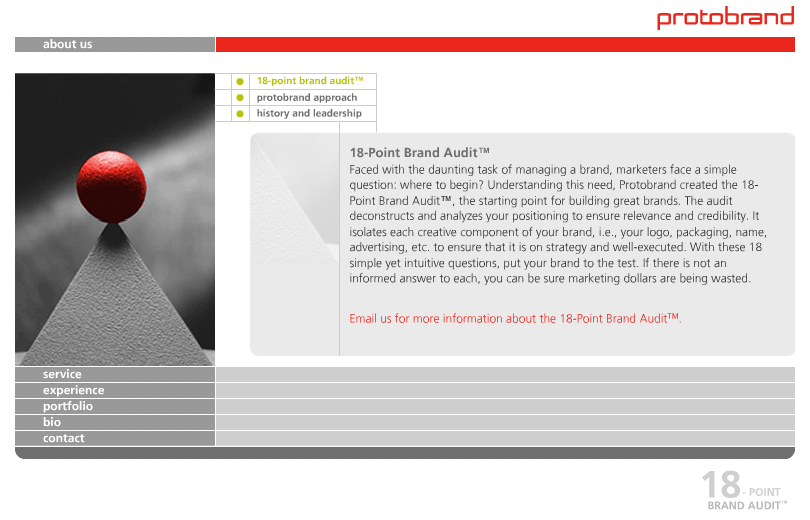 protobrand
about us
18-point brand audit™
protobrand approach
history and leadership
18-Point Brand Audit™
Faced with the daunting task of managing a brand, marketers face a simple
question: where to begin? Understanding this need, Protobrand created the 18-
Point Brand Audit™, the starting point for building great brands. The audit
deconstructs and analyzes your positioning to ensure relevance and credibility. It
isolates each creative component of your brand, i.e., your logo, packaging, name,
advertising, etc. to ensure that it is on strategy and well-executed. With these 18
simple yet intuitive questions, put your brand to the test. If there is not an
informed answer to each, you can be sure marketing dollars are being wasted.
Email us for more information about the 18-Point Brand Audit™.
service
experience
portfolio
bio
contact
18- POINT
BRAND AUDIT™